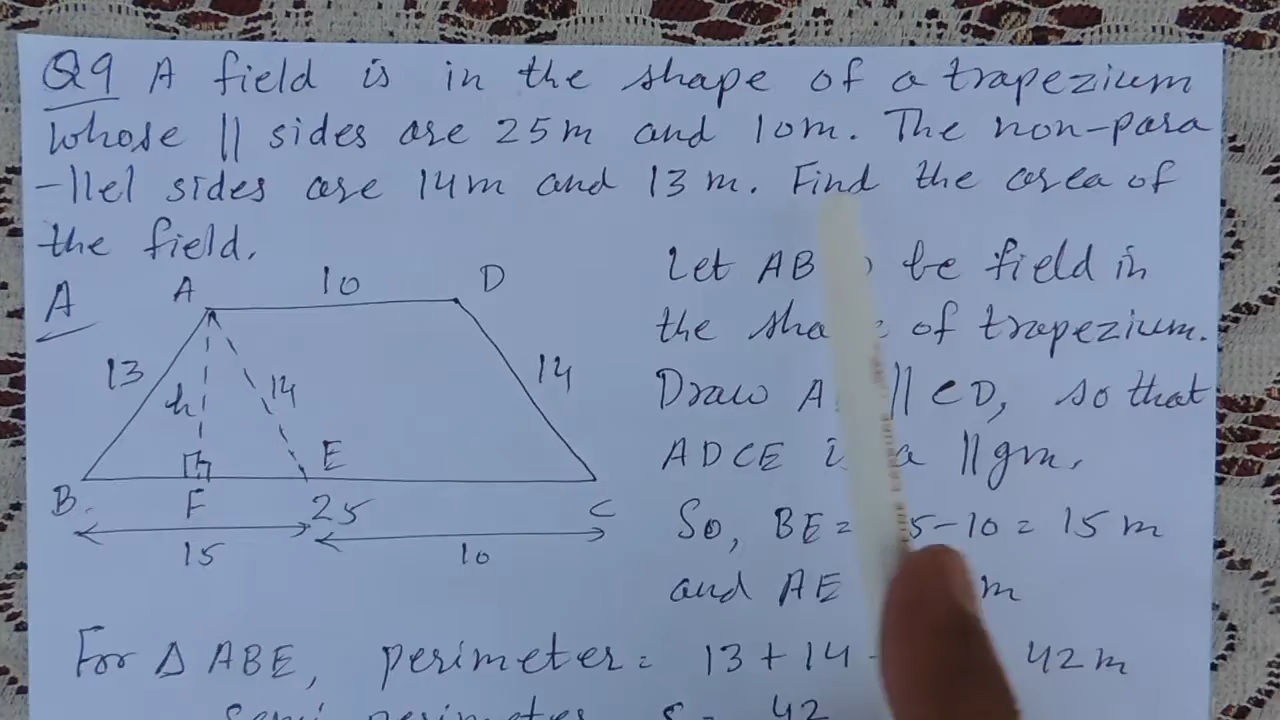 Q9 A field is in the shape of a trapezium
whose || sides are 25m and 10m. The non-para
-llel sides are 14m and 13m. Find the area of
the field.
A
A 10 D
13 h 14 14
B F E 25 C
15 10
Let AB be field in
the of trapezium.
Draw || CD, so that
ADCE a ||gm.
So, BE = 5-10 = 15 m
and AE m
For Δ ABE, perimeter = 13+14 42m
42